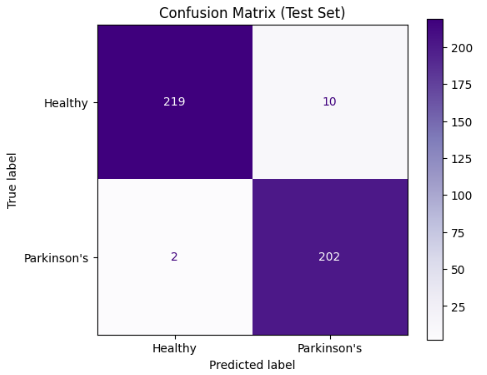 Confusion Matrix (Test Set)
True label
Healthy
219
10
Parkinson's
2
202
Healthy
Parkinson's
Predicted label
200
175
150
125
100
75
50
25